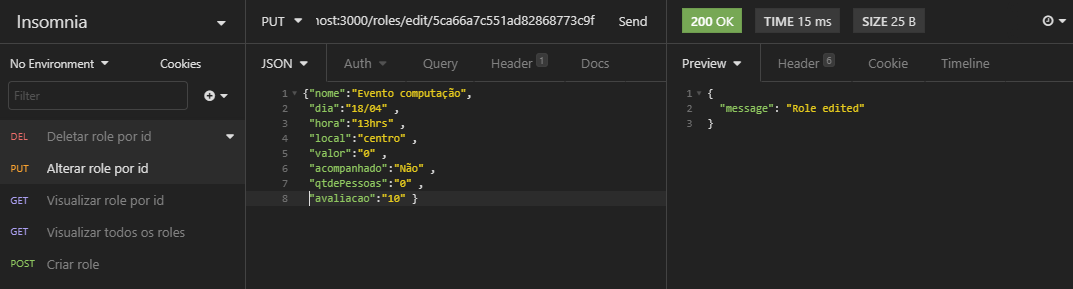 Insomnia
PUT host:3000/roles/edit/5ca66a7c551ad82868773c9f Send
200 OK TIME 15 ms SIZE 25 B
No Environment Cookies
JSON Auth Query Header 1 Docs
Preview Header 6 Cookie Timeline
Filter
DEL Deletar role por id
PUT Alterar role por id
GET Visualizar role por id
GET Visualizar todos os roles
POST Criar role
1 {"nome":"Evento computação",
2 "dia":"18/04" ,
3 "hora":"13hrs" ,
4 "local":"centro" ,
5 "valor":"0" ,
6 "acompanhado":"Não" ,
7 "qtdePessoas":"0" ,
8 "avaliacao":"10" }
1 {
2 "message": "Role edited"
3 }